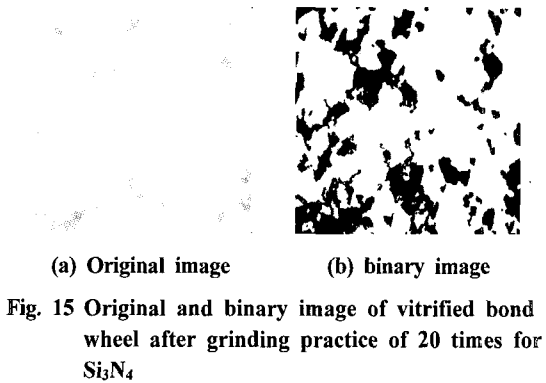 (a) Original image (b) binary image
Fig. 15 Original and binary image of vitrified bond
wheel after grinding practice of 20 times for
Si₃N₄